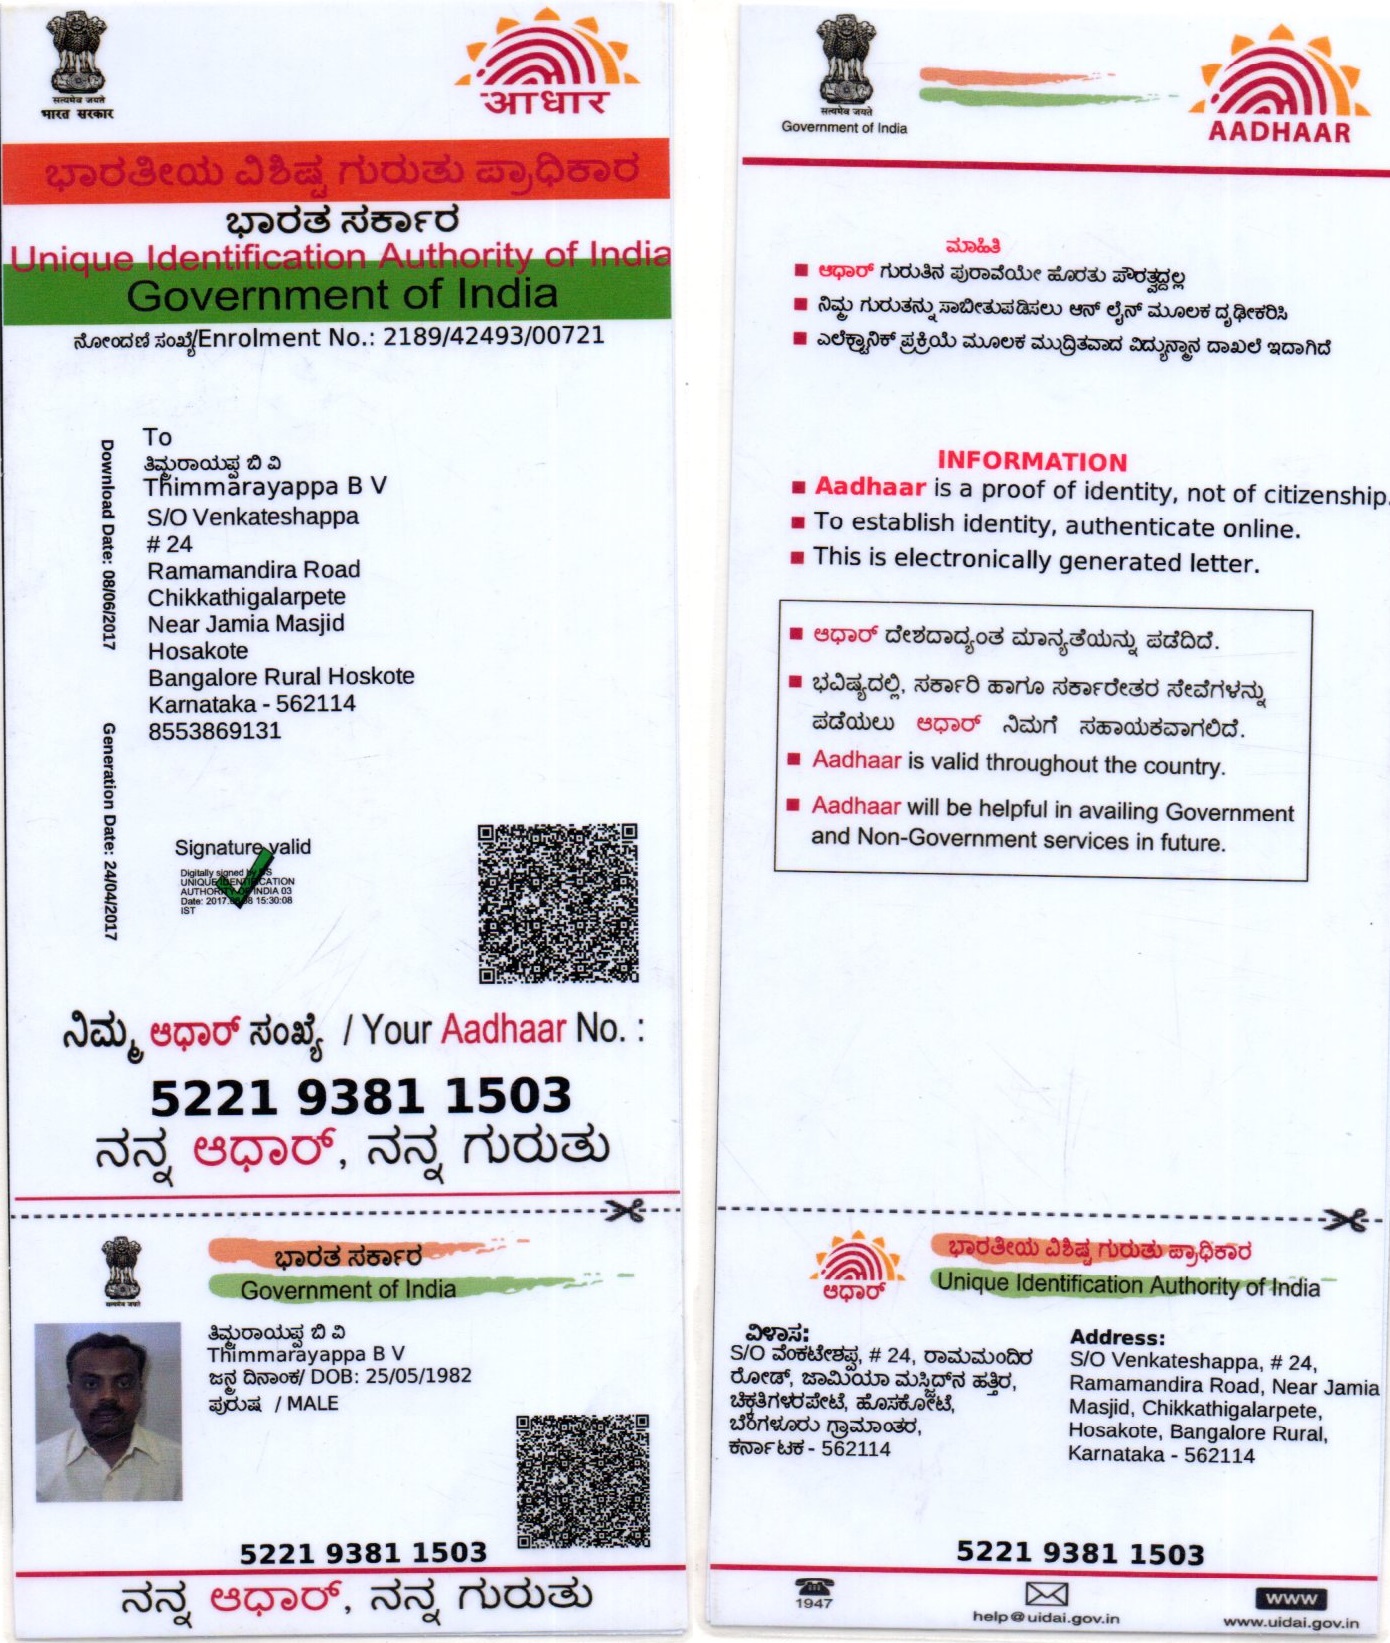 सत्यमेव जयते
भारत सरकार
आधार
ಭಾರತೀಯ ವಿಶಿಷ್ಟ ಗುರುತು ಪ್ರಾಧಿಕಾರ
ಭಾರತ ಸರ್ಕಾರ
Unique Identification Authority of India
Government of India
ನೋಂದಣಿ ಸಂಖ್ಯೆ/Enrolment No.: 2189/42493/00721
Download Date: 08/06/2017
Generation Date: 24/04/2017
To
ತಿಮ್ಮರಾಯಪ್ಪ ಬಿ ವಿ
Thimmarayappa B V
S/O Venkateshappa
# 24
Ramamandira Road
Chikkathigalarpete
Near Jamia Masjid
Hosakote
Bangalore Rural Hoskote
Karnataka - 562114
8553869131
Signature valid
Digitally signed by DS
UNIQUE IDENTIFICATION
AUTHORITY OF INDIA 03
Date: 2017.06.08 15:30:08
IST
ನಿಮ್ಮ ಆಧಾರ್ ಸಂಖ್ಯೆ / Your Aadhaar No. :
5221 9381 1503
ನನ್ನ ಆಧಾರ್, ನನ್ನ ಗುರುತು
सत्यमेव जयते
ಭಾರತ ಸರ್ಕಾರ
Government of India
ತಿಮ್ಮರಾಯಪ್ಪ ಬಿ ವಿ
Thimmarayappa B V
ಜನ್ಮ ದಿನಾಂಕ/ DOB: 25/05/1982
ಪುರುಷ / MALE
5221 9381 1503
ನನ್ನ ಆಧಾರ್, ನನ್ನ ಗುರುತು
सत्यमेव जयते
Government of India
AADHAAR
ಮಾಹಿತಿ
ಆಧಾರ್ ಗುರುತಿನ ಪುರಾವೆಯೇ ಹೊರತು ಪೌರತ್ವದ್ದಲ್ಲ
ನಿಮ್ಮ ಗುರುತನ್ನು ಸಾಬೀತುಪಡಿಸಲು ಆನ್ ಲೈನ್ ಮೂಲಕ ದೃಢೀಕರಿಸಿ
ಎಲೆಕ್ಟ್ರಾನಿಕ್ ಪ್ರಕ್ರಿಯೆ ಮೂಲಕ ಮುದ್ರಿತವಾದ ವಿದ್ಯುನ್ಮಾನ ದಾಖಲೆ ಇದಾಗಿದೆ
INFORMATION
Aadhaar is a proof of identity, not of citizenship.
To establish identity, authenticate online.
This is electronically generated letter.
ಆಧಾರ್ ದೇಶದಾದ್ಯಂತ ಮಾನ್ಯತೆಯನ್ನು ಪಡೆದಿದೆ.
ಭವಿಷ್ಯದಲ್ಲಿ, ಸರ್ಕಾರಿ ಹಾಗೂ ಸರ್ಕಾರೇತರ ಸೇವೆಗಳನ್ನು
ಪಡೆಯಲು ಆಧಾರ್ ನಿಮಗೆ ಸಹಾಯಕವಾಗಲಿದೆ.
Aadhaar is valid throughout the country.
Aadhaar will be helpful in availing Government
and Non-Government services in future.
ಆಧಾರ್
ಭಾರತೀಯ ವಿಶಿಷ್ಟ ಗುರುತು ಪ್ರಾಧಿಕಾರ
Unique Identification Authority of India
ವಿಳಾಸ:
S/O ವೆಂಕಟೇಶಪ್ಪ, # 24, ರಾಮಮಂದಿರ
ರೋಡ್, ಜಾಮಿಯಾ ಮಸ್ಜಿದ್‌ನ ಹತ್ತಿರ,
ಚಿಕ್ಕತಿಗಳರಪೇಟೆ, ಹೊಸಕೋಟೆ,
ಬೆಂಗಳೂರು ಗ್ರಾಮಾಂತರ,
ಕರ್ನಾಟಕ - 562114
Address:
S/O Venkateshappa, # 24,
Ramamandira Road, Near Jamia
Masjid, Chikkathigalarpete,
Hosakote, Bangalore Rural,
Karnataka - 562114
5221 9381 1503
1947
help@uidai.gov.in
WWW
www.uidai.gov.in